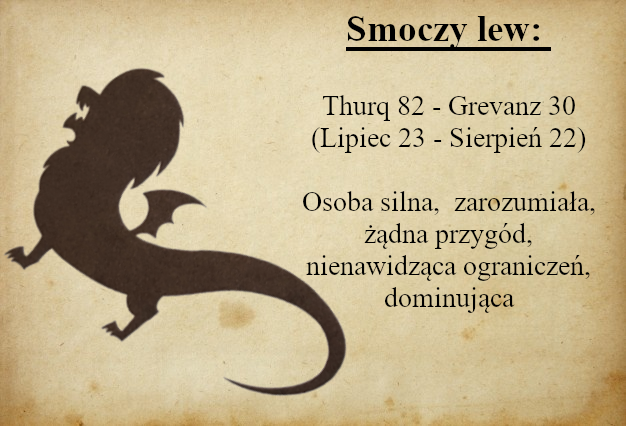 Smoczy lew:
Thurq 82 - Grevanz 30
(Lipiec 23 - Sierpień 22)
Osoba silna, zarozumiała,
żądna przygód,
nienawidząca ograniczeń,
dominująca